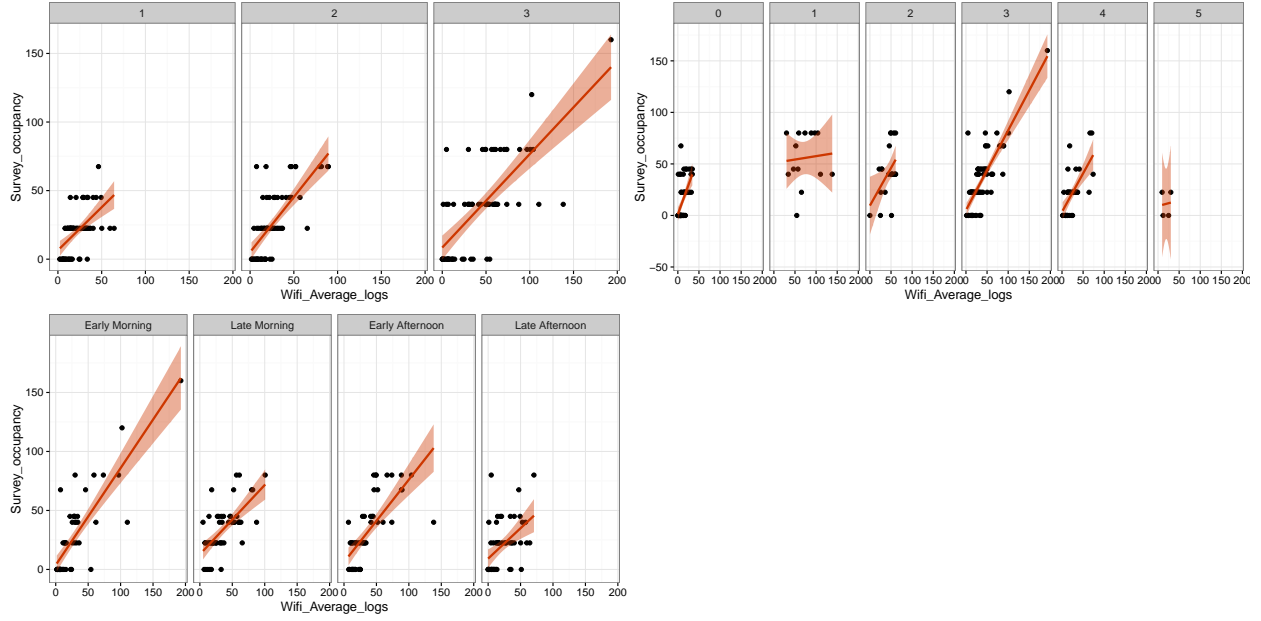 1 2 3
150
100
50
0
Survey_occupancy
0 50 100 150 200 0 50 100 150 200 0 50 100 150 200
Wifi_Average_logs
0 1 2 3 4 5
150
100
50
0
−50
Survey_occupancy
0 50 100 150 200 0 50 100 150 200 0 50 100 150 200 0 50 100 150 200 0 50 100 150 200 0 50 100 150 200
Wifi_Average_logs
Early Morning Late Morning Early Afternoon Late Afternoon
150
100
50
0
Survey_occupancy
0 50 100 150 200 0 50 100 150 200 0 50 100 150 200 0 50 100 150 200
Wifi_Average_logs